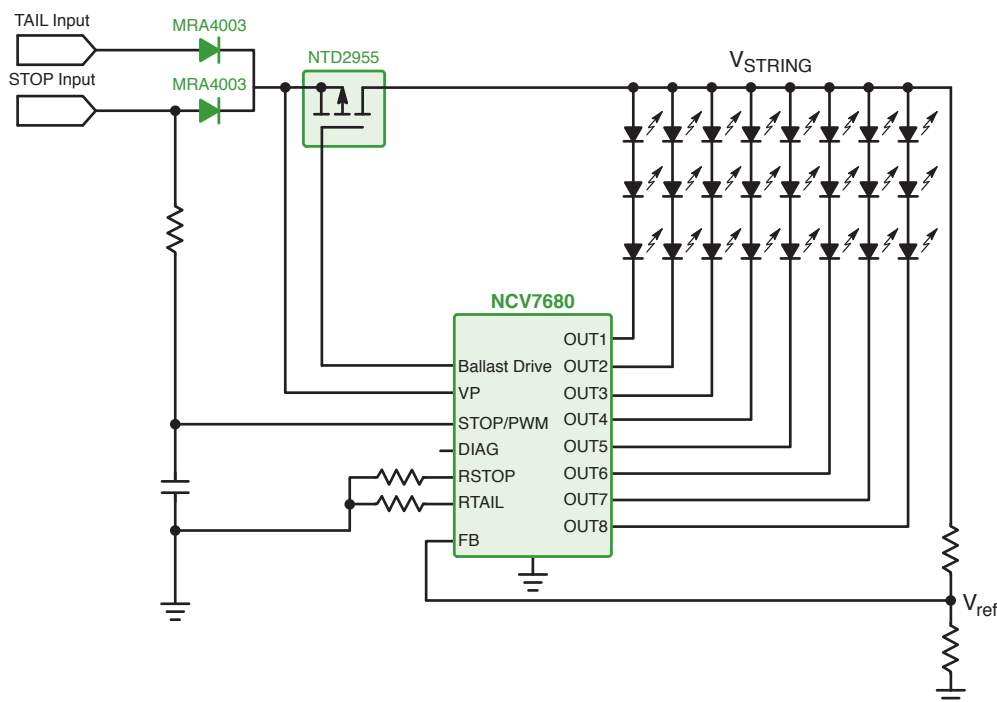 TAIL Input
MRA4003
STOP Input
MRA4003
NTD2955
VSTRING
NCV7680
Ballast Drive
VP
STOP/PWM
DIAG
RSTOP
RTAIL
FB
OUT1
OUT2
OUT3
OUT4
OUT5
OUT6
OUT7
OUT8
Vref